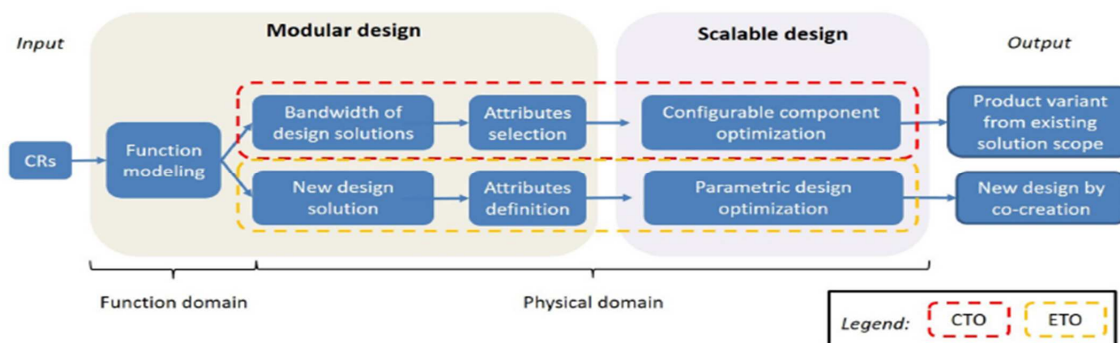 Modular design
Scalable design
Input
Output
CRs
Function
modeling
Bandwidth of
design solutions
Attributes
selection
Configurable component
optimization
Product variant
from existing
solution scope
New design
solution
Attributes
definition
Parametric design
optimization
New design by
co-creation
Function domain
Physical domain
Legend:
CTO
ETO